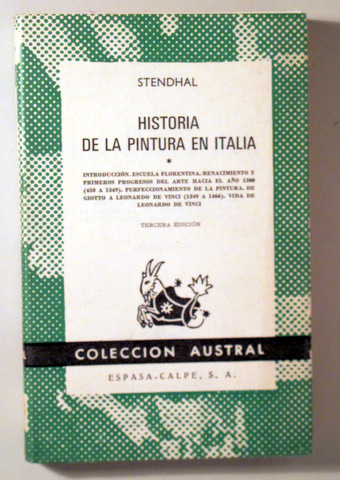 STENDHAL
HISTORIA
DE LA PINTURA EN ITALIA
*
INTRODUCCIÓN. ESCUELA FLORENTINA. RENACIMIENTO Y
PRIMEROS PROGRESOS DEL ARTE HACIA EL AÑO 1300
(450 A 1349). PERFECCIONAMIENTO DE LA PINTURA, DE
GIOTTO A LEONARDO DE VINCI (1349 A 1466). VIDA DE
LEONARDO DE VINCI
TERCERA EDICIÓN
COLECCION AUSTRAL
ESPASA-CALPE, S. A.